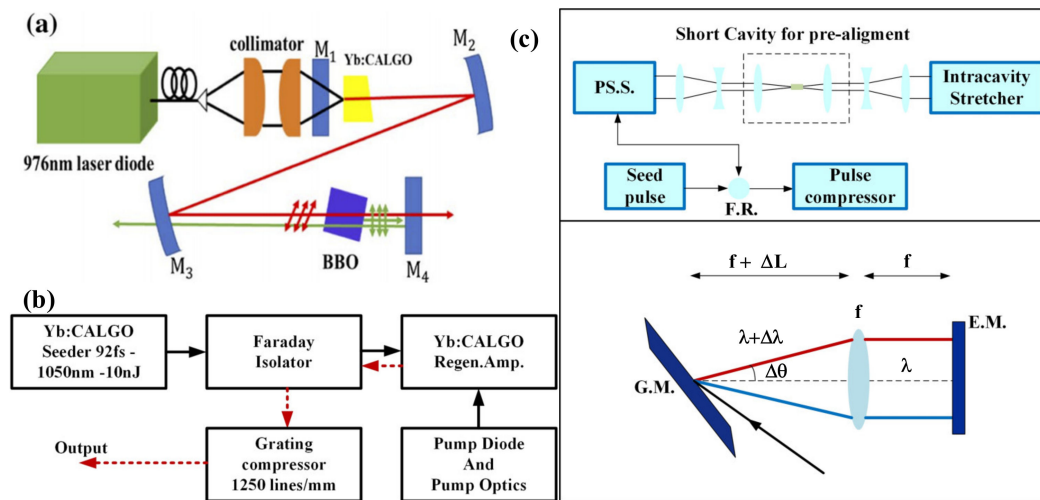 (a)
collimator
M₁
Yb:CALGO
M₂
976nm laser diode
M₃
BBO
M₄
(b)
Yb:CALGO
Seeder 92fs -
1050nm -10nJ
Faraday
Isolator
Yb:CALGO
Regen.Amp.
Output
Grating
compressor
1250 lines/mm
Pump Diode
And
Pump Optics
(c)
Short Cavity for pre-aligment
PS.S.
Intracavity
Stretcher
Seed
pulse
F.R.
Pulse
compressor
f + ΔL
f
f
E.M.
λ+Δλ
Δθ
λ
G.M.